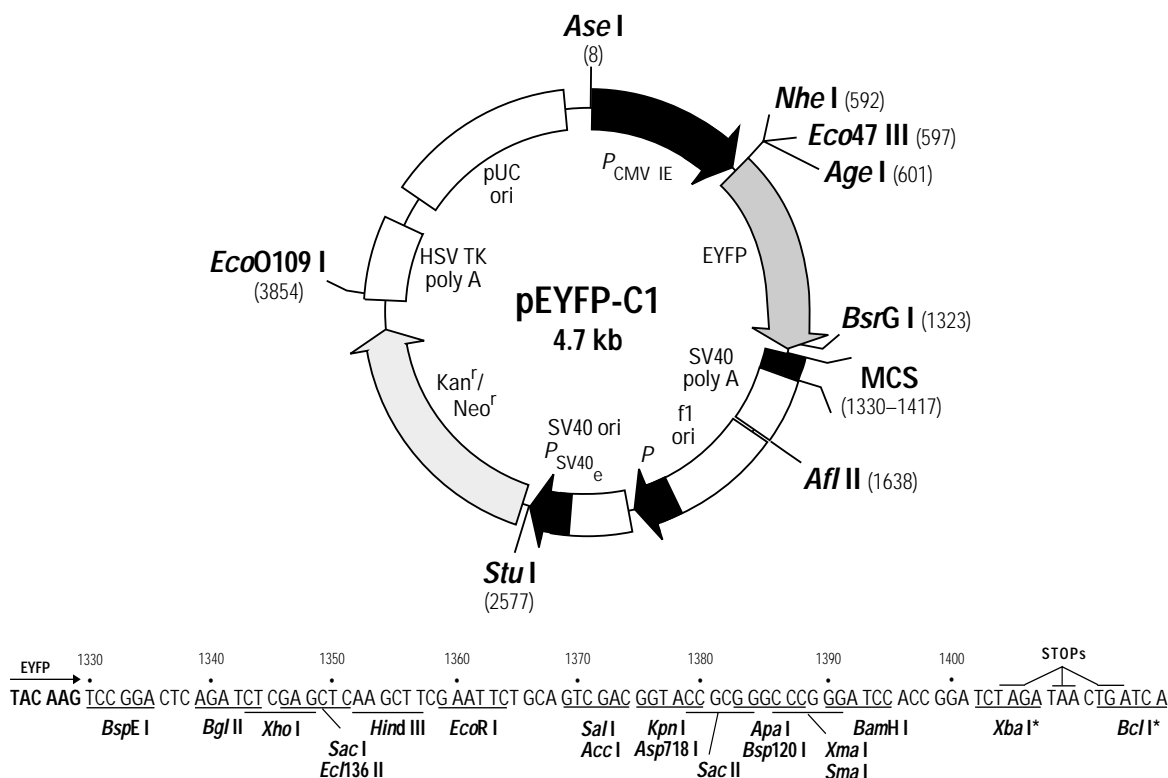 Ase I
(8)
Nhe I (592)
Eco47 III (597)
Age I (601)
P CMV IE
pUC
ori
EYFP
HSV TK
poly A
EcoO109 I
(3854)
pEYFP-C1
4.7 kb
BsrG I (1323)
SV40
poly A
MCS
(1330–1417)
Kanr/
Neor
f1
ori
SV40 ori
P SV40e
P
Afl II (1638)
Stu I
(2577)
EYFP
1330 1340 1350 1360 1370 1380 1390 1400
STOPs
TAC AAG TCC GGA CTC AGA TCT CGA GCT CAA GCT TCG AAT TCT GCA GTC GAC GGT ACC GCG GGC CCG GGA TCC ACC GGA TCT AGA TAA CTG ATC A
BspE I Bgl II Xho I Hind III EcoR I Sal I Kpn I Apa I BamH I Xba I* Bcl I*
Sac I Acc I Asp718 I Bsp120 I Xma I
Ecl136 II Sac II Sma I